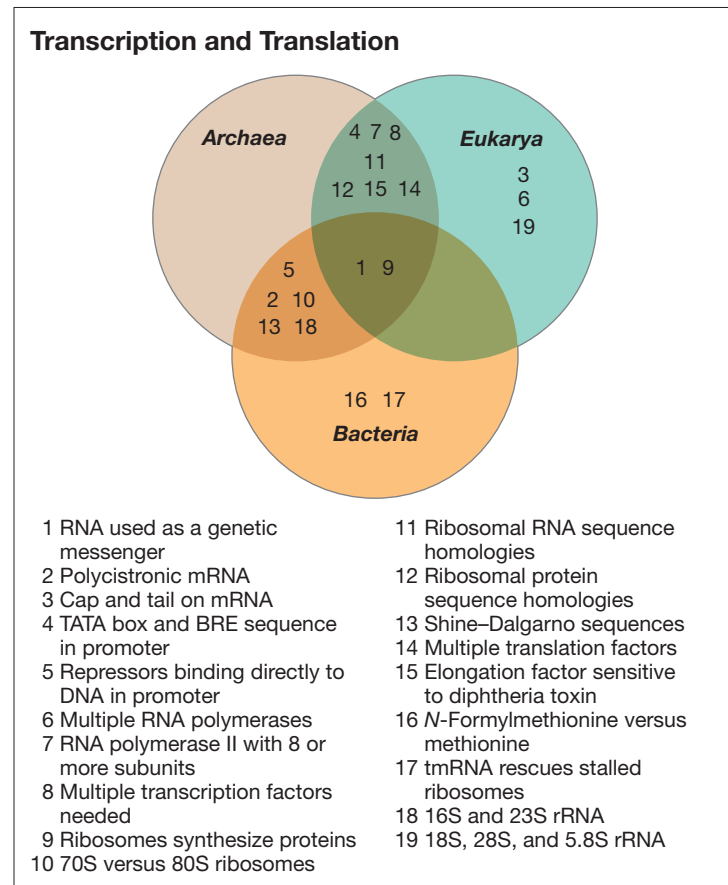 Transcription and Translation
Archaea
Eukarya
4 7 8
11
12 15 14
3
6
19
5
1 9
2 10
13 18
16 17
Bacteria
1 RNA used as a genetic
messenger
2 Polycistronic mRNA
3 Cap and tail on mRNA
4 TATA box and BRE sequence
in promoter
5 Repressors binding directly to
DNA in promoter
6 Multiple RNA polymerases
7 RNA polymerase II with 8 or
more subunits
8 Multiple transcription factors
needed
9 Ribosomes synthesize proteins
10 70S versus 80S ribosomes
11 Ribosomal RNA sequence
homologies
12 Ribosomal protein
sequence homologies
13 Shine–Dalgarno sequences
14 Multiple translation factors
15 Elongation factor sensitive
to diphtheria toxin
16 N-Formylmethionine versus
methionine
17 tmRNA rescues stalled
ribosomes
18 16S and 23S rRNA
19 18S, 28S, and 5.8S rRNA